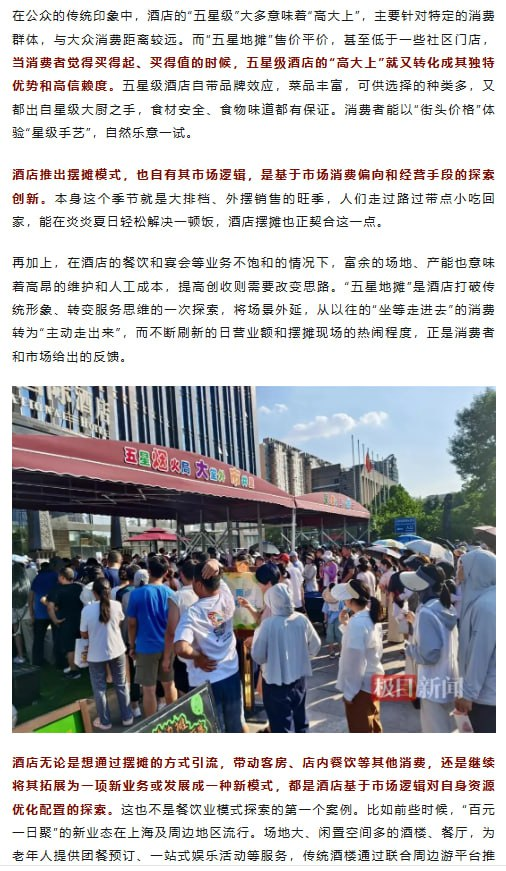 在公众的传统印象中，酒店的“五星级”大多意味着“高大上”，主要针对特定的消费
群体，与大众消费距离较远。而“五星地摊”售价平价，甚至低于一些社区门店，
当消费者觉得买得起、买得值的时候，五星级酒店的“高大上”就又转化成其独特
优势和高信赖度。五星级酒店自带品牌效应，菜品丰富，可供选择的种类多，又
都出自星级大厨之手，食材安全、食物味道都有保证。消费者能以“街头价格”体
验“星级手艺”，自然乐意一试。
酒店推出摆摊模式，也自有其市场逻辑，是基于市场消费偏向和经营手段的探索
创新。本身这个季节就是大排档、外摆销售的旺季，人们走过路过带点小吃回
家，能在炎炎夏日轻松解决一顿饭，酒店摆摊也正契合这一点。
再加上，在酒店的餐饮和宴会等业务不饱和的情况下，富余的场地、产能也意味
着高昂的维护和人工成本，提高创收则需要改变思路。“五星地摊”是酒店打破传
统形象、转变服务思维的一次探索，将场景外延，从以往的“坐等走进去”的消费
转为“主动走出来”，而不断刷新的日营业额和摆摊现场的热闹程度，正是消费者
和市场给出的反馈。
五星烟火局 大
极目新闻
酒店无论是想通过摆摊的方式引流，带动客房、店内餐饮等其他消费，还是继续
将其拓展为一项新业务或发展成一种新模式，都是酒店基于市场逻辑对自身资源
优化配置的探索。这也不是餐饮业模式探索的第一个案例。比如前些时候，“百元
一日聚”的新业态在上海及周边地区流行。场地大、闲置空间多的酒楼、餐厅，为
老年人提供团餐预订、一站式娱乐活动等服务，传统酒楼通过联合周边游平台推